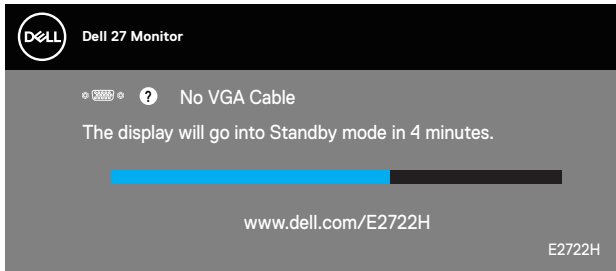 DELL
Dell 27 Monitor
? No VGA Cable
The display will go into Standby mode in 4 minutes.
www.dell.com/E2722H
E2722H